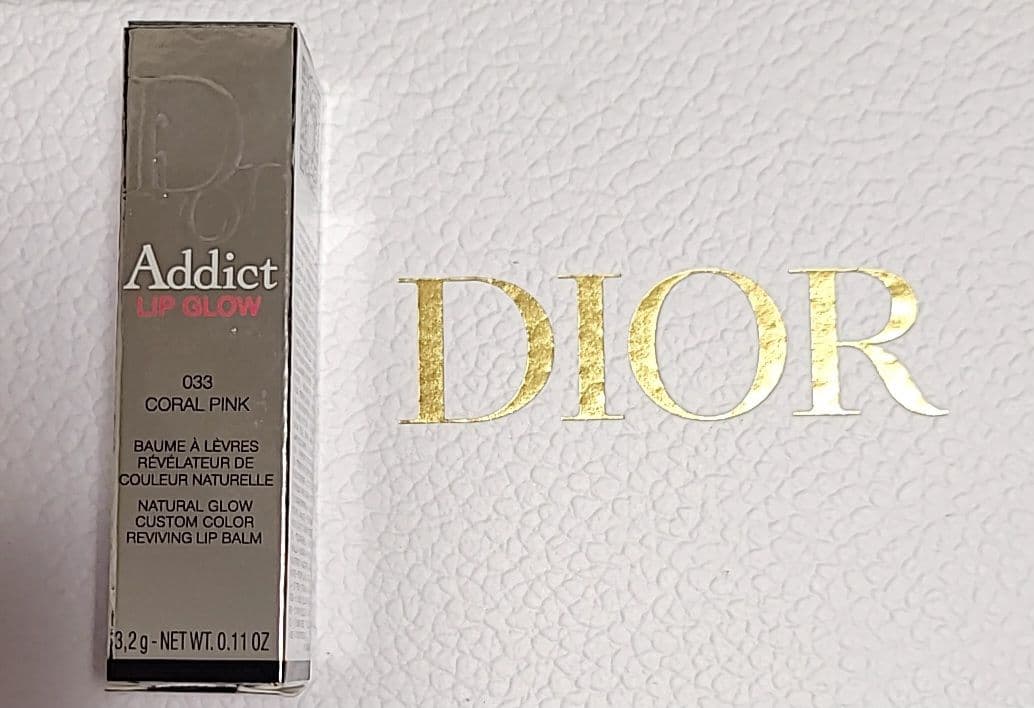 Dior
Addict
LIP GLOW
033
CORAL PINK
BAUME À LÈVRES
RÉVÉLATEUR DE
COULEUR NATURELLE
NATURAL GLOW
CUSTOM COLOR
REVIVING LIP BALM
3,2 g - NET WT. 0.11 OZ
DIOR